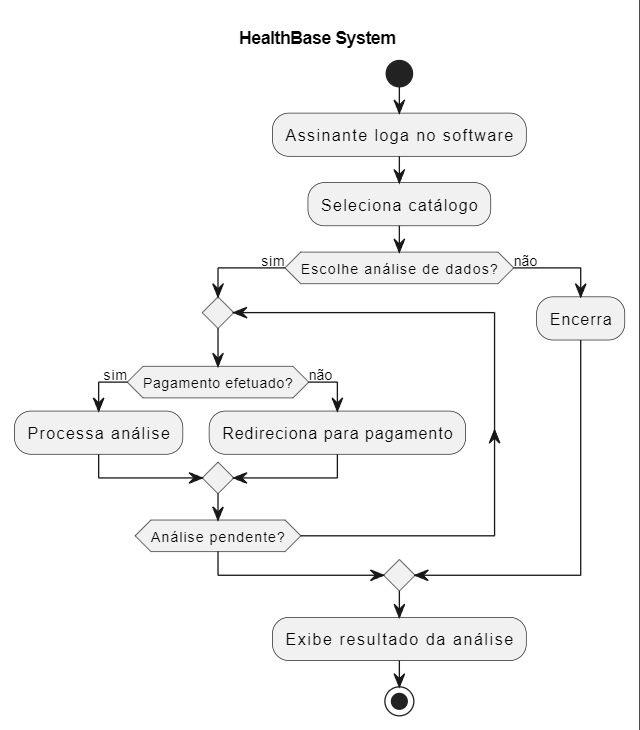 HealthBase System
Assinante loga no software
Seleciona catálogo
sim
Escolhe análise de dados?
não
Encerra
sim
Pagamento efetuado?
não
Processa análise
Redireciona para pagamento
Análise pendente?
Exibe resultado da análise